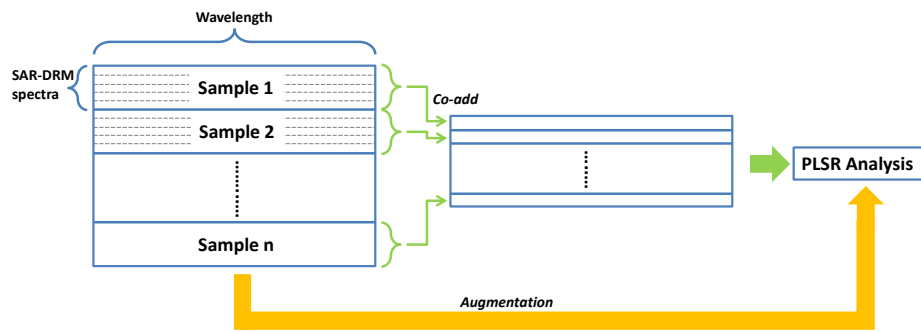 Wavelength
SAR-DRM
spectra
Sample 1
Co-add
Sample 2
PLSR Analysis
Sample n
Augmentation